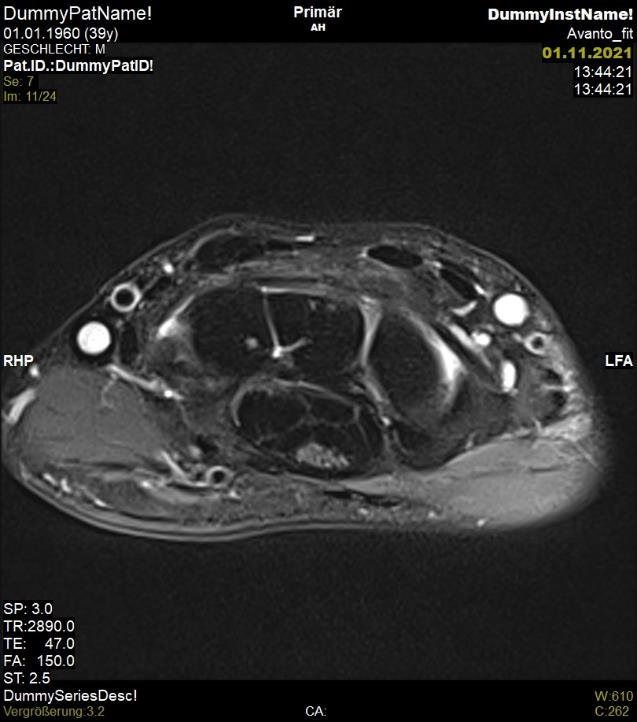 DummyPatName!
01.01.1960 (39y)
GESCHLECHT: M
Pat.ID.:DummyPatID!
Se: 7
Im: 11/24
Primär
AH
DummyInstName!
Avanto_fit
01.11.2021
13:44:21
13:44:21
RHP
LFA
SP: 3.0
TR:2890.0
TE: 47.0
FA: 150.0
ST: 2.5
DummySeriesDesc!
Vergrößerung:3.2
CA:
W:610
C:262